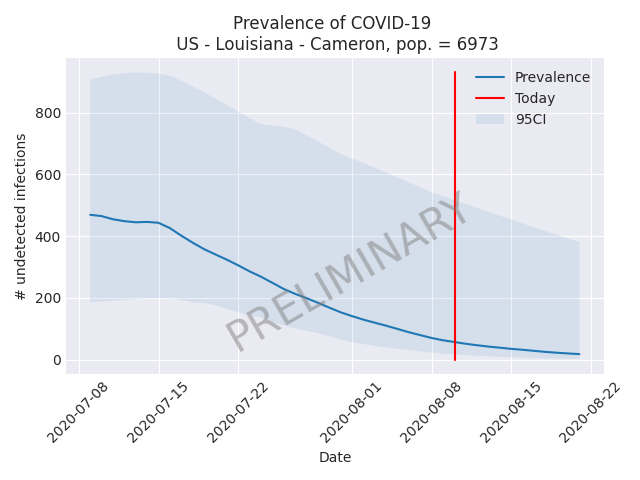 Prevalence of COVID-19
US - Louisiana - Cameron, pop. = 6973
Prevalence
Today
95CI
PRELIMINARY
# undetected infections
800
600
400
200
0
2020-07-08
2020-07-15
2020-07-22
2020-08-01
2020-08-08
2020-08-15
2020-08-22
Date